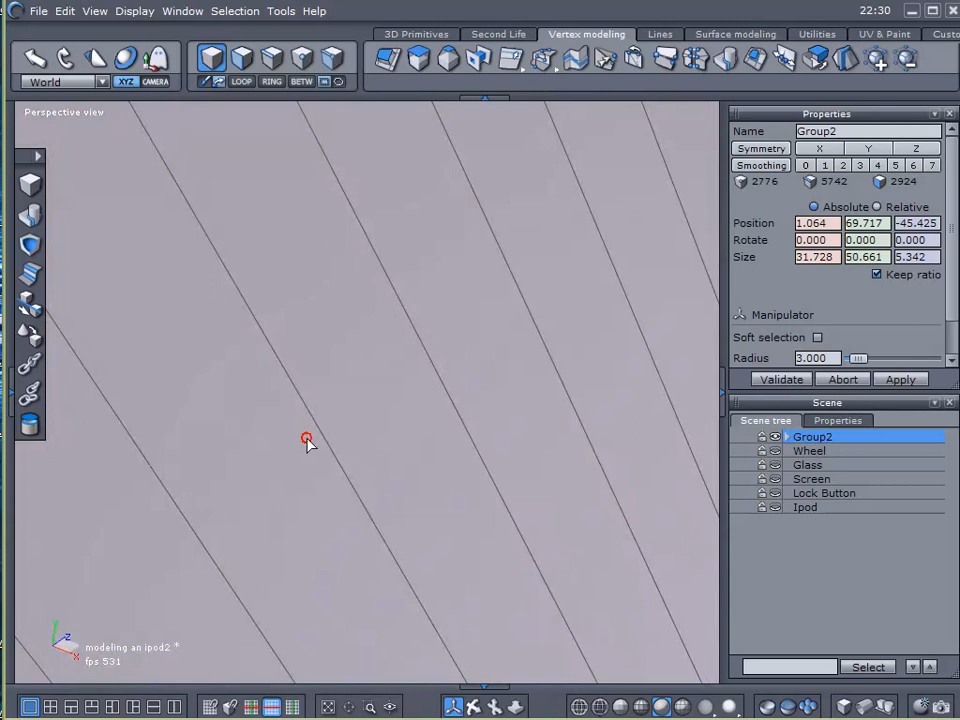 File Edit View Display Window Selection Tools Help 22:30
3D Primitives Second Life Vertex modeling Lines Surface modeling Utilities UV & Paint Custo
World XYZ CAMERA LOOP RING BETW
Perspective view
Properties
Name Group2
Symmetry X Y Z
Smoothing 0 1 2 3 4 5 6 7
2776 5742 2924
Absolute Relative
Position 1.064 69.717 -45.425
Rotate 0.000 0.000 0.000
Size 31.728 50.661 5.342
Keep ratio
Manipulator
Soft selection
Radius 3.000
Validate Abort Apply
Scene
Scene tree Properties
Group2
Wheel
Glass
Screen
Lock Button
Ipod
y
z
x
modeling an ipod2 *
fps 531
Select